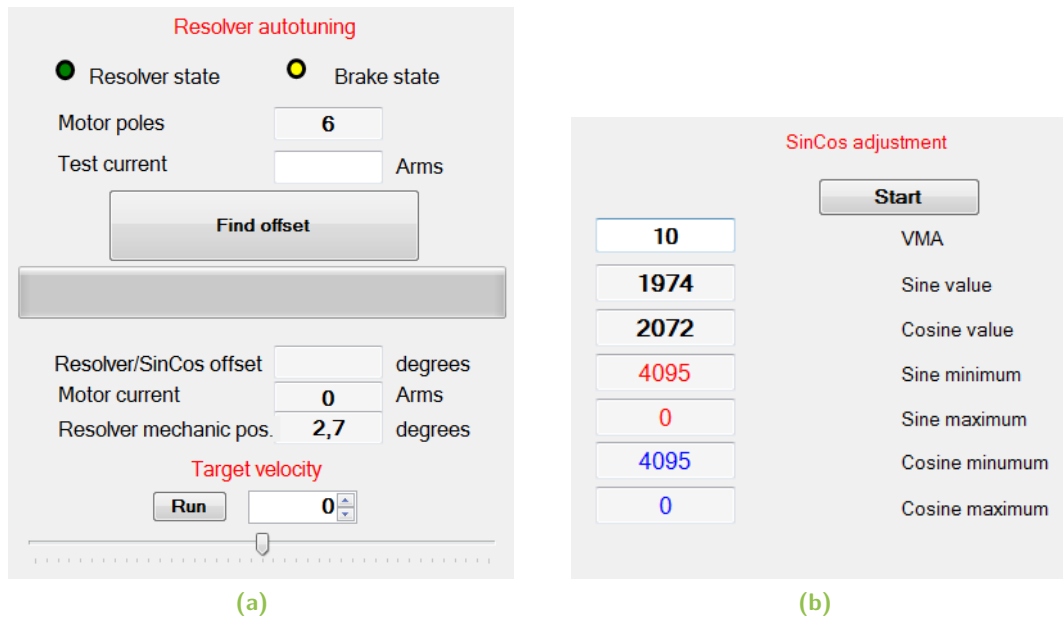 Resolver autotuning
Resolver state Brake state
Motor poles 6
Test current Arms
Find offset
Resolver/SinCos offset degrees
Motor current 0 Arms
Resolver mechanic pos. 2,7 degrees
Target velocity
Run 0
(a)
SinCos adjustment
Start
10 VMA
1974 Sine value
2072 Cosine value
4095 Sine minimum
0 Sine maximum
4095 Cosine minumum
0 Cosine maximum
(b)